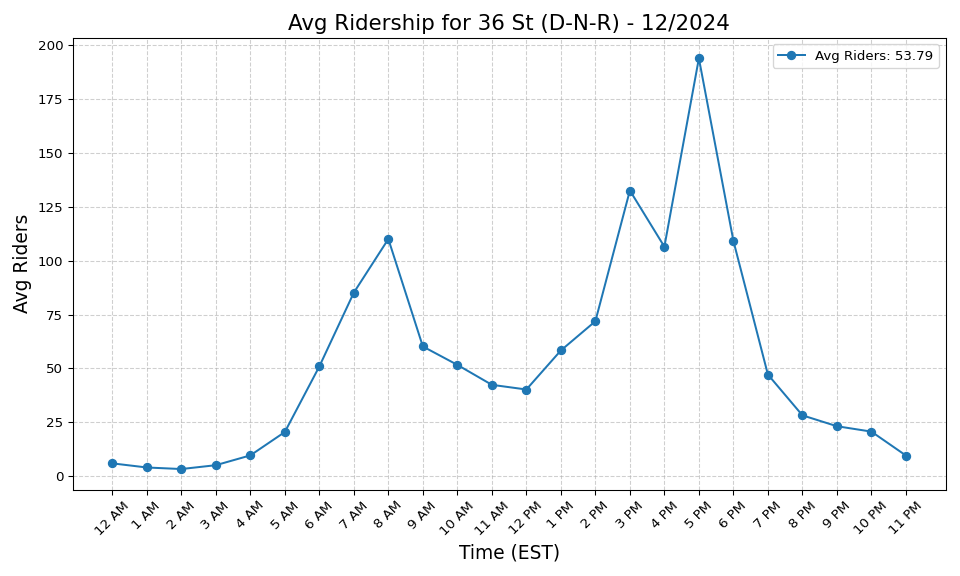 Avg Ridership for 36 St (D-N-R) - 12/2024
Avg Riders: 53.79
200
175
150
125
100
75
50
25
0
Avg Riders
12 AM
1 AM
2 AM
3 AM
4 AM
5 AM
6 AM
7 AM
8 AM
9 AM
10 AM
11 AM
12 PM
1 PM
2 PM
3 PM
4 PM
5 PM
6 PM
7 PM
8 PM
9 PM
10 PM
11 PM
Time (EST)